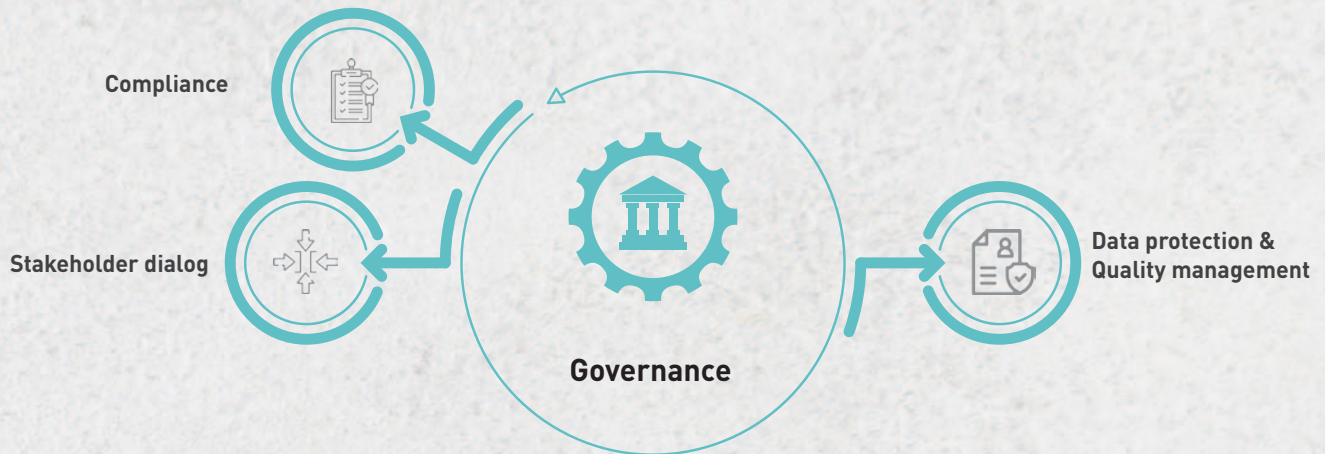 Compliance
Stakeholder dialog
Data protection &
Quality management
Governance